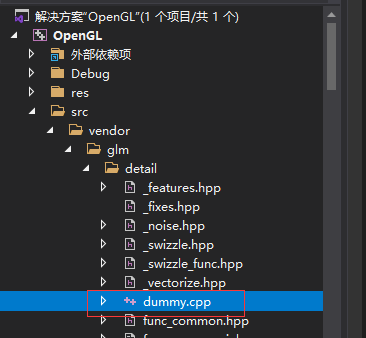 解决方案"OpenGL"(1 个项目/共 1 个)
OpenGL
外部依赖项
Debug
res
src
vendor
glm
detail
_features.hpp
_fixes.hpp
_noise.hpp
_swizzle.hpp
_swizzle_func.hpp
_vectorize.hpp
dummy.cpp
func_common.hpp